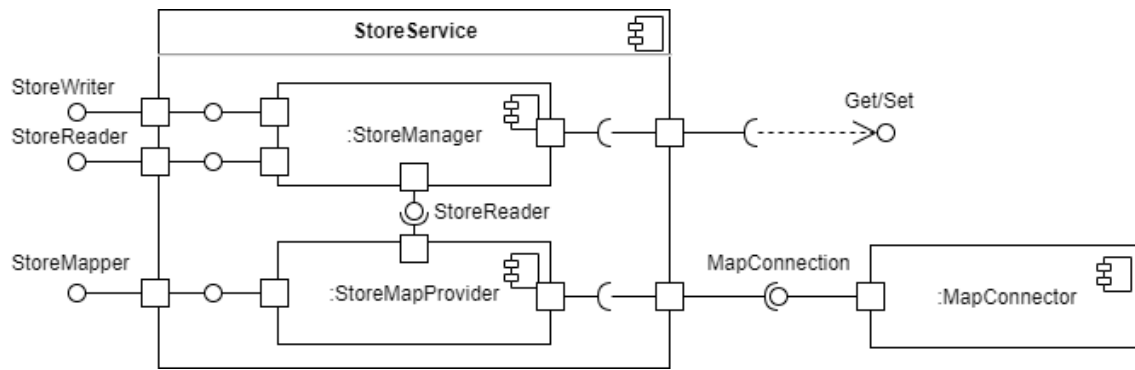 StoreService
StoreWriter
Get/Set
StoreReader
:StoreManager
StoreReader
StoreMapper
MapConnection
:StoreMapProvider
:MapConnector